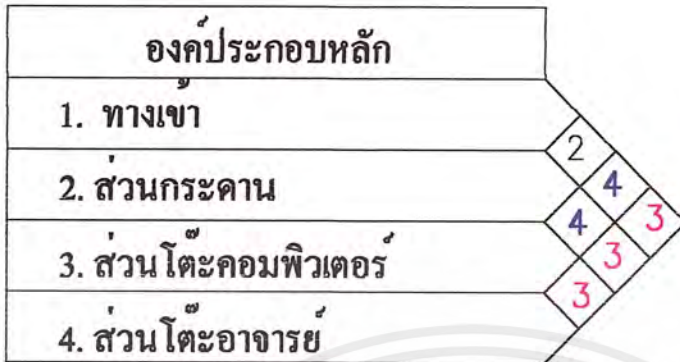 องค์ประกอบหลัก
1. ทางเข้า
2
2. ส่วนกระดาน
4
4
3
3. ส่วนโต๊ะคอมพิวเตอร์
3
3
4. ส่วนโต๊ะอาจารย์